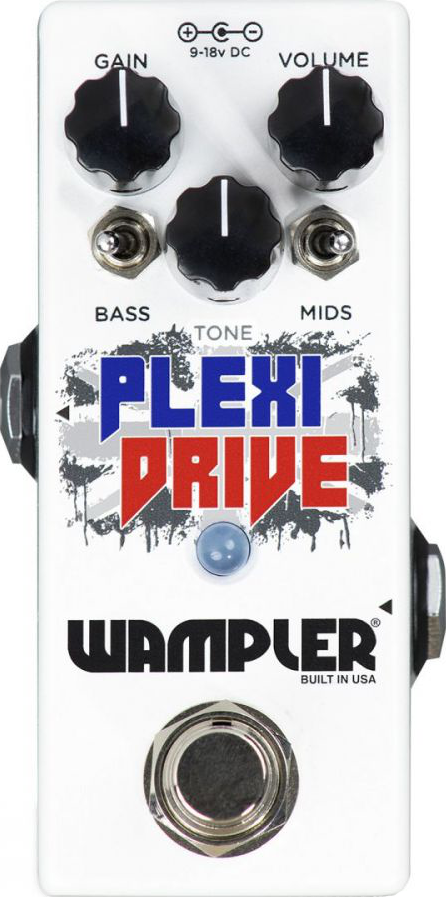 9-18v DC
GAIN
VOLUME
BASS
MIDS
TONE
PLEXI
DRIVE
WAMPLER®
BUILT IN USA